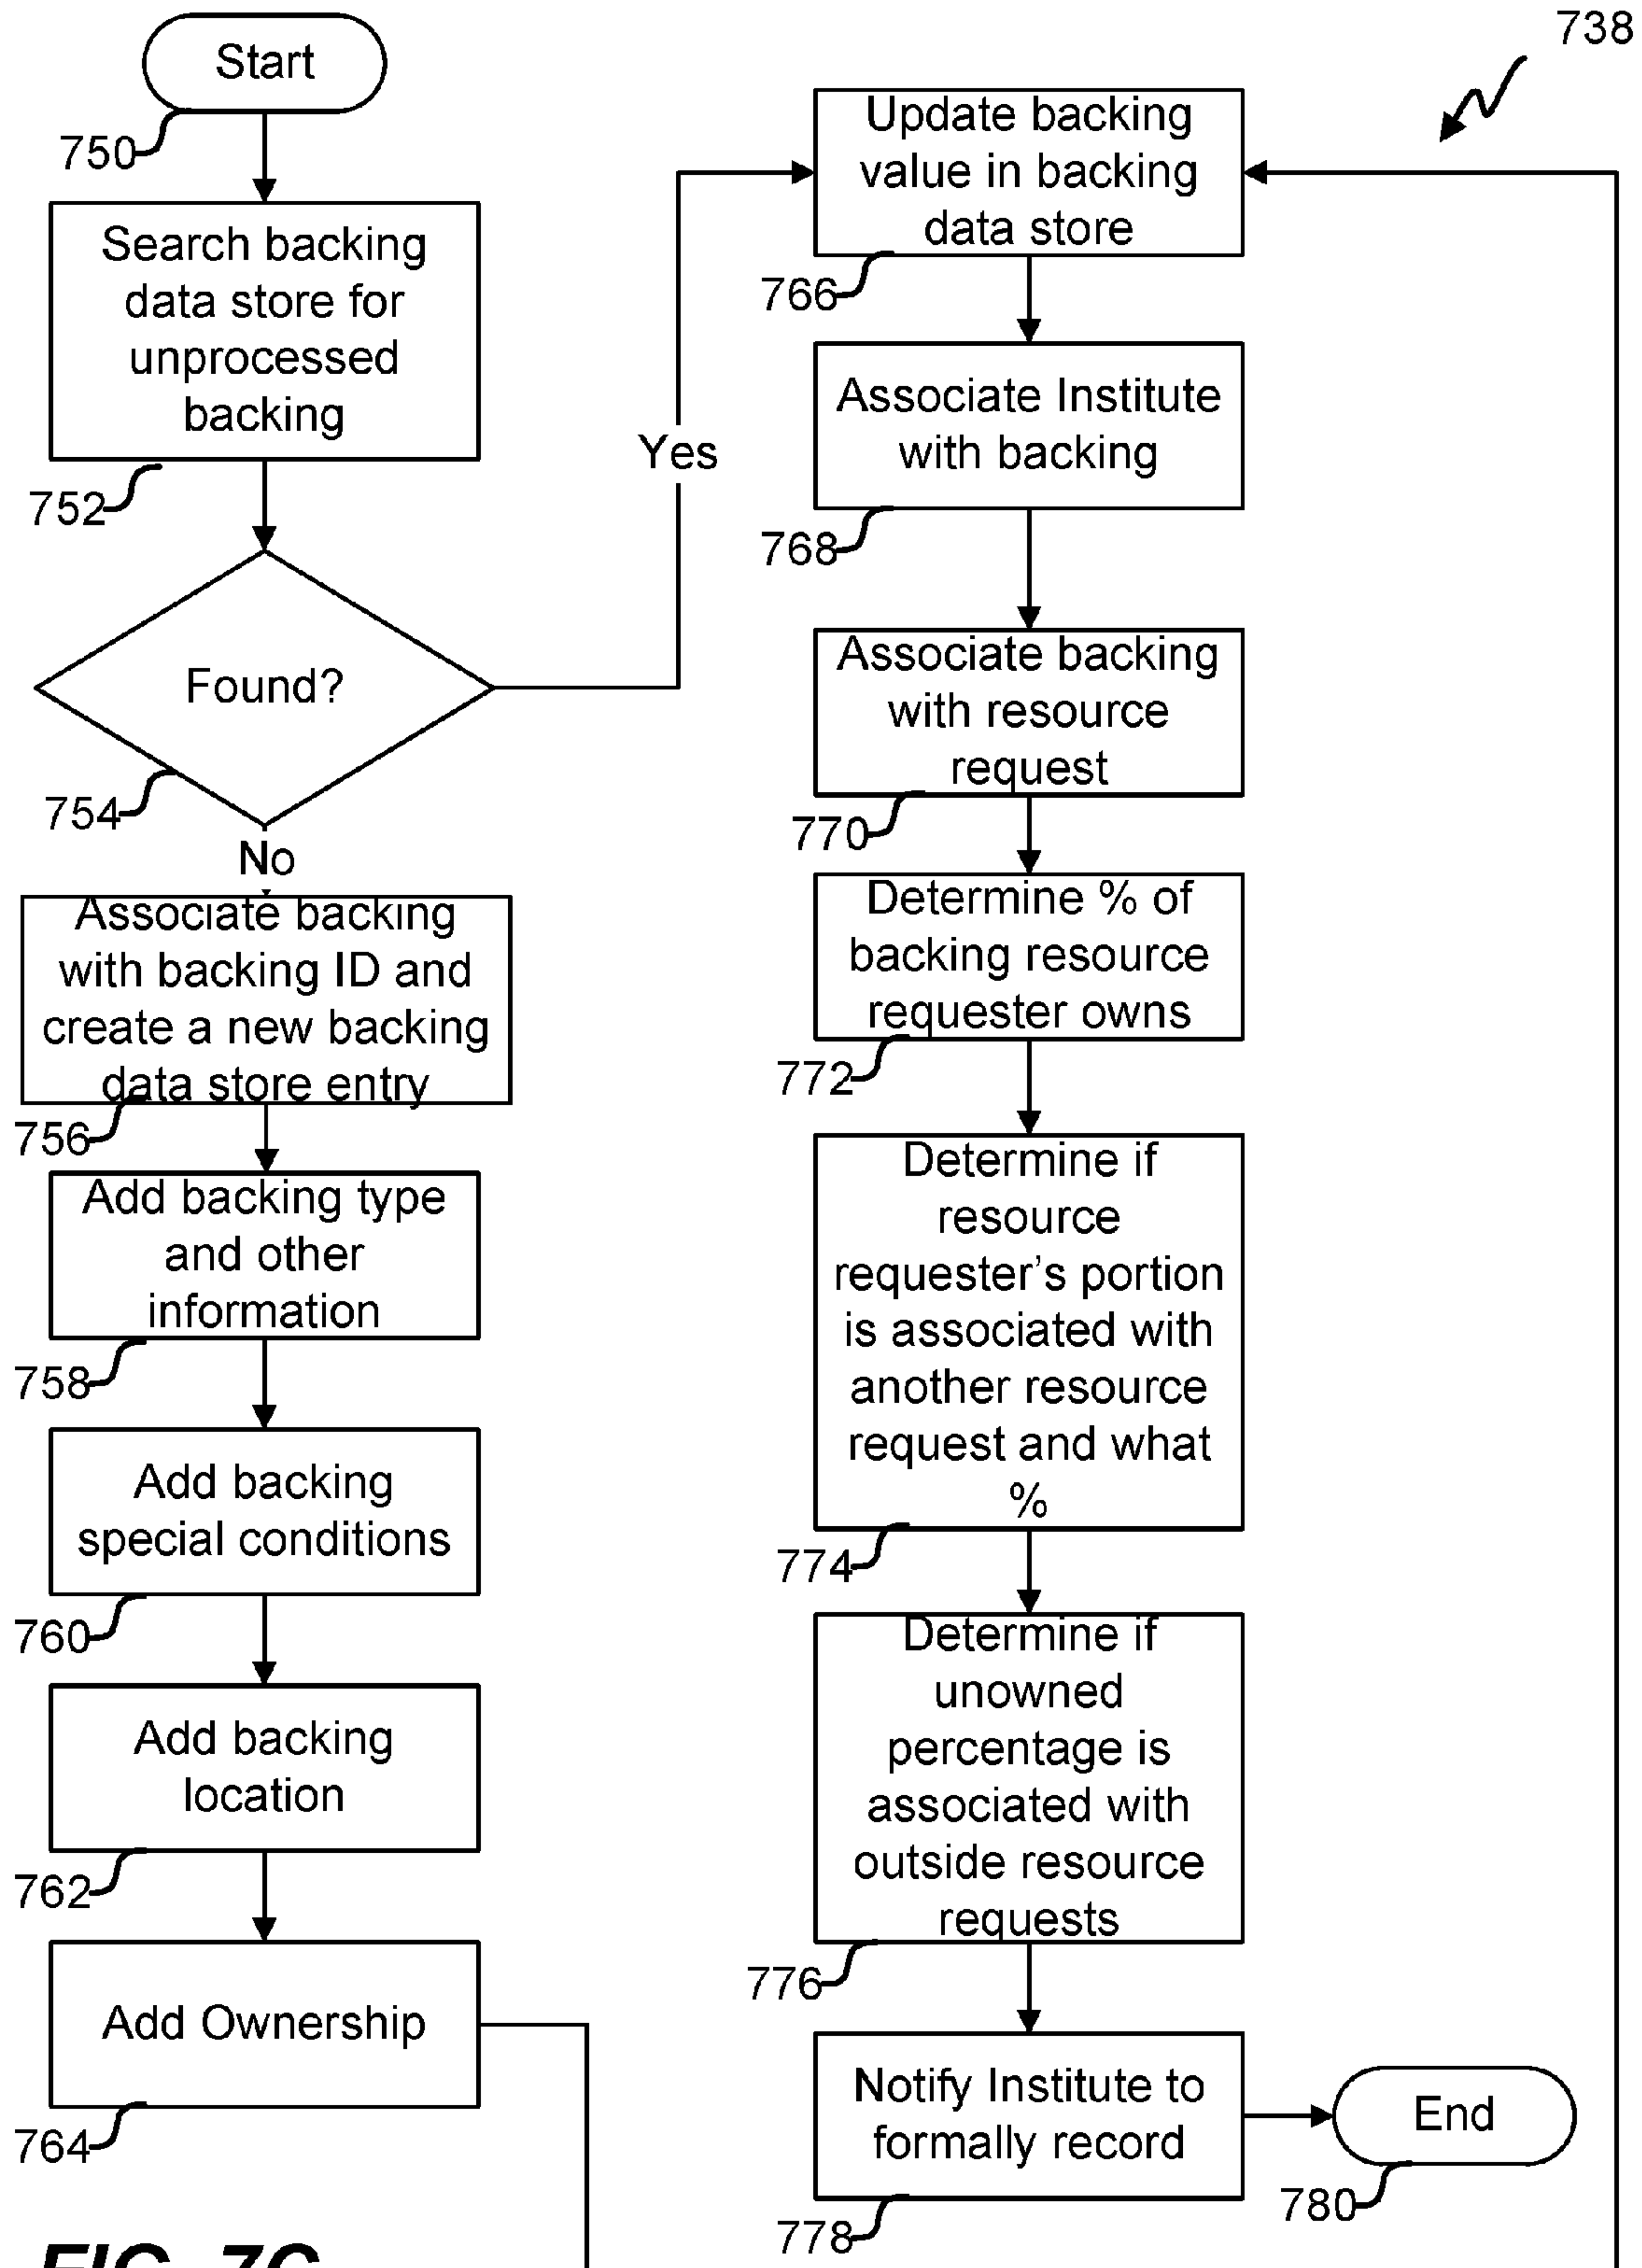 Start
750
Search backing
data store for
unprocessed
backing
752
Found?
754
Yes
No
Associate backing
with backing ID and
create a new backing
data store entry
756
Add backing type
and other
information
758
Add backing
special conditions
760
Add backing
location
762
Add Ownership
764
738
Update backing
value in backing
data store
766
Associate Institute
with backing
768
Associate backing
with resource
request
770
Determine % of
backing resource
requester owns
772
Determine if
resource
requester’s portion
is associated with
another resource
request and what
%
774
Determine if
unowned
percentage is
associated with
outside resource
requests
776
Notify Institute to
formally record
778
End
780
FIG. 7C